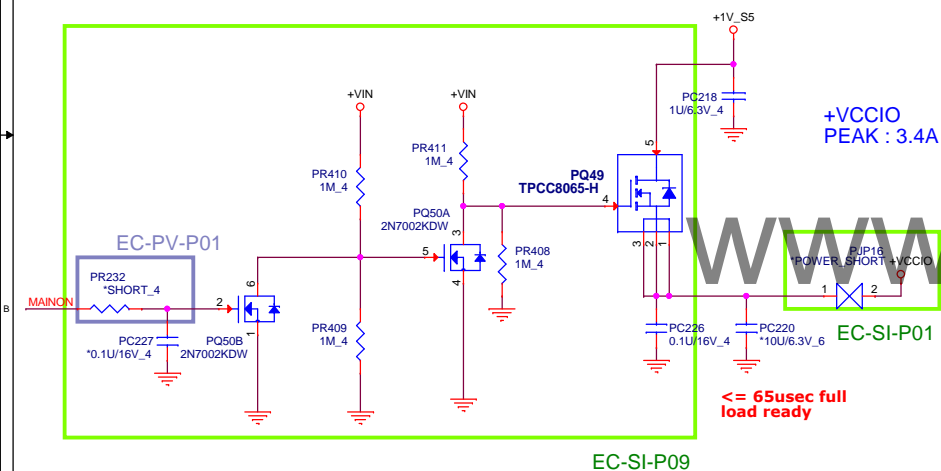 +1V_S5
+VIN
+VIN
PC218
1U/6.3V_4
+VCCIO
PEAK : 3.4A
5
PR410
1M_4
PR411
1M_4
PQ49
TPCC8065-H
4
3
2
1
PQ50A
2N7002KDW
3
5
4
PR408
1M_4
WWW
EC-PV-P01
PR232
*SHORT_4
MAINON
2
6
1
PC227
*0.1U/16V_4
PQ50B
2N7002KDW
PR409
1M_4
PJP16
*POWER_SHORT
+VCCIO
1
2
EC-SI-P01
PC226
0.1U/16V_4
PC220
*10U/6.3V_6
<= 65usec full
load ready
EC-SI-P09
B